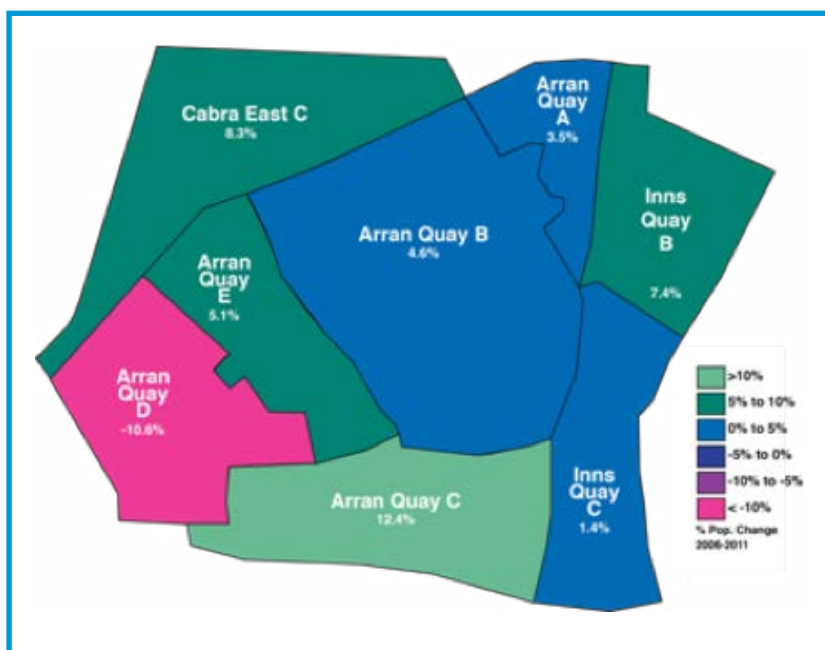 Cabra East C
8.3%
Arran
Quay
A
3.5%
Inns
Quay
B
7.4%
Arran Quay B
4.6%
Arran
Quay
E
5.1%
Arran
Quay
D
-10.6%
Arran Quay C
12.4%
Inns
Quay
C
1.4%
>10%
5% to 10%
0% to 5%
-5% to 0%
-10% to -5%
< -10%
% Pop. Change
2006-2011